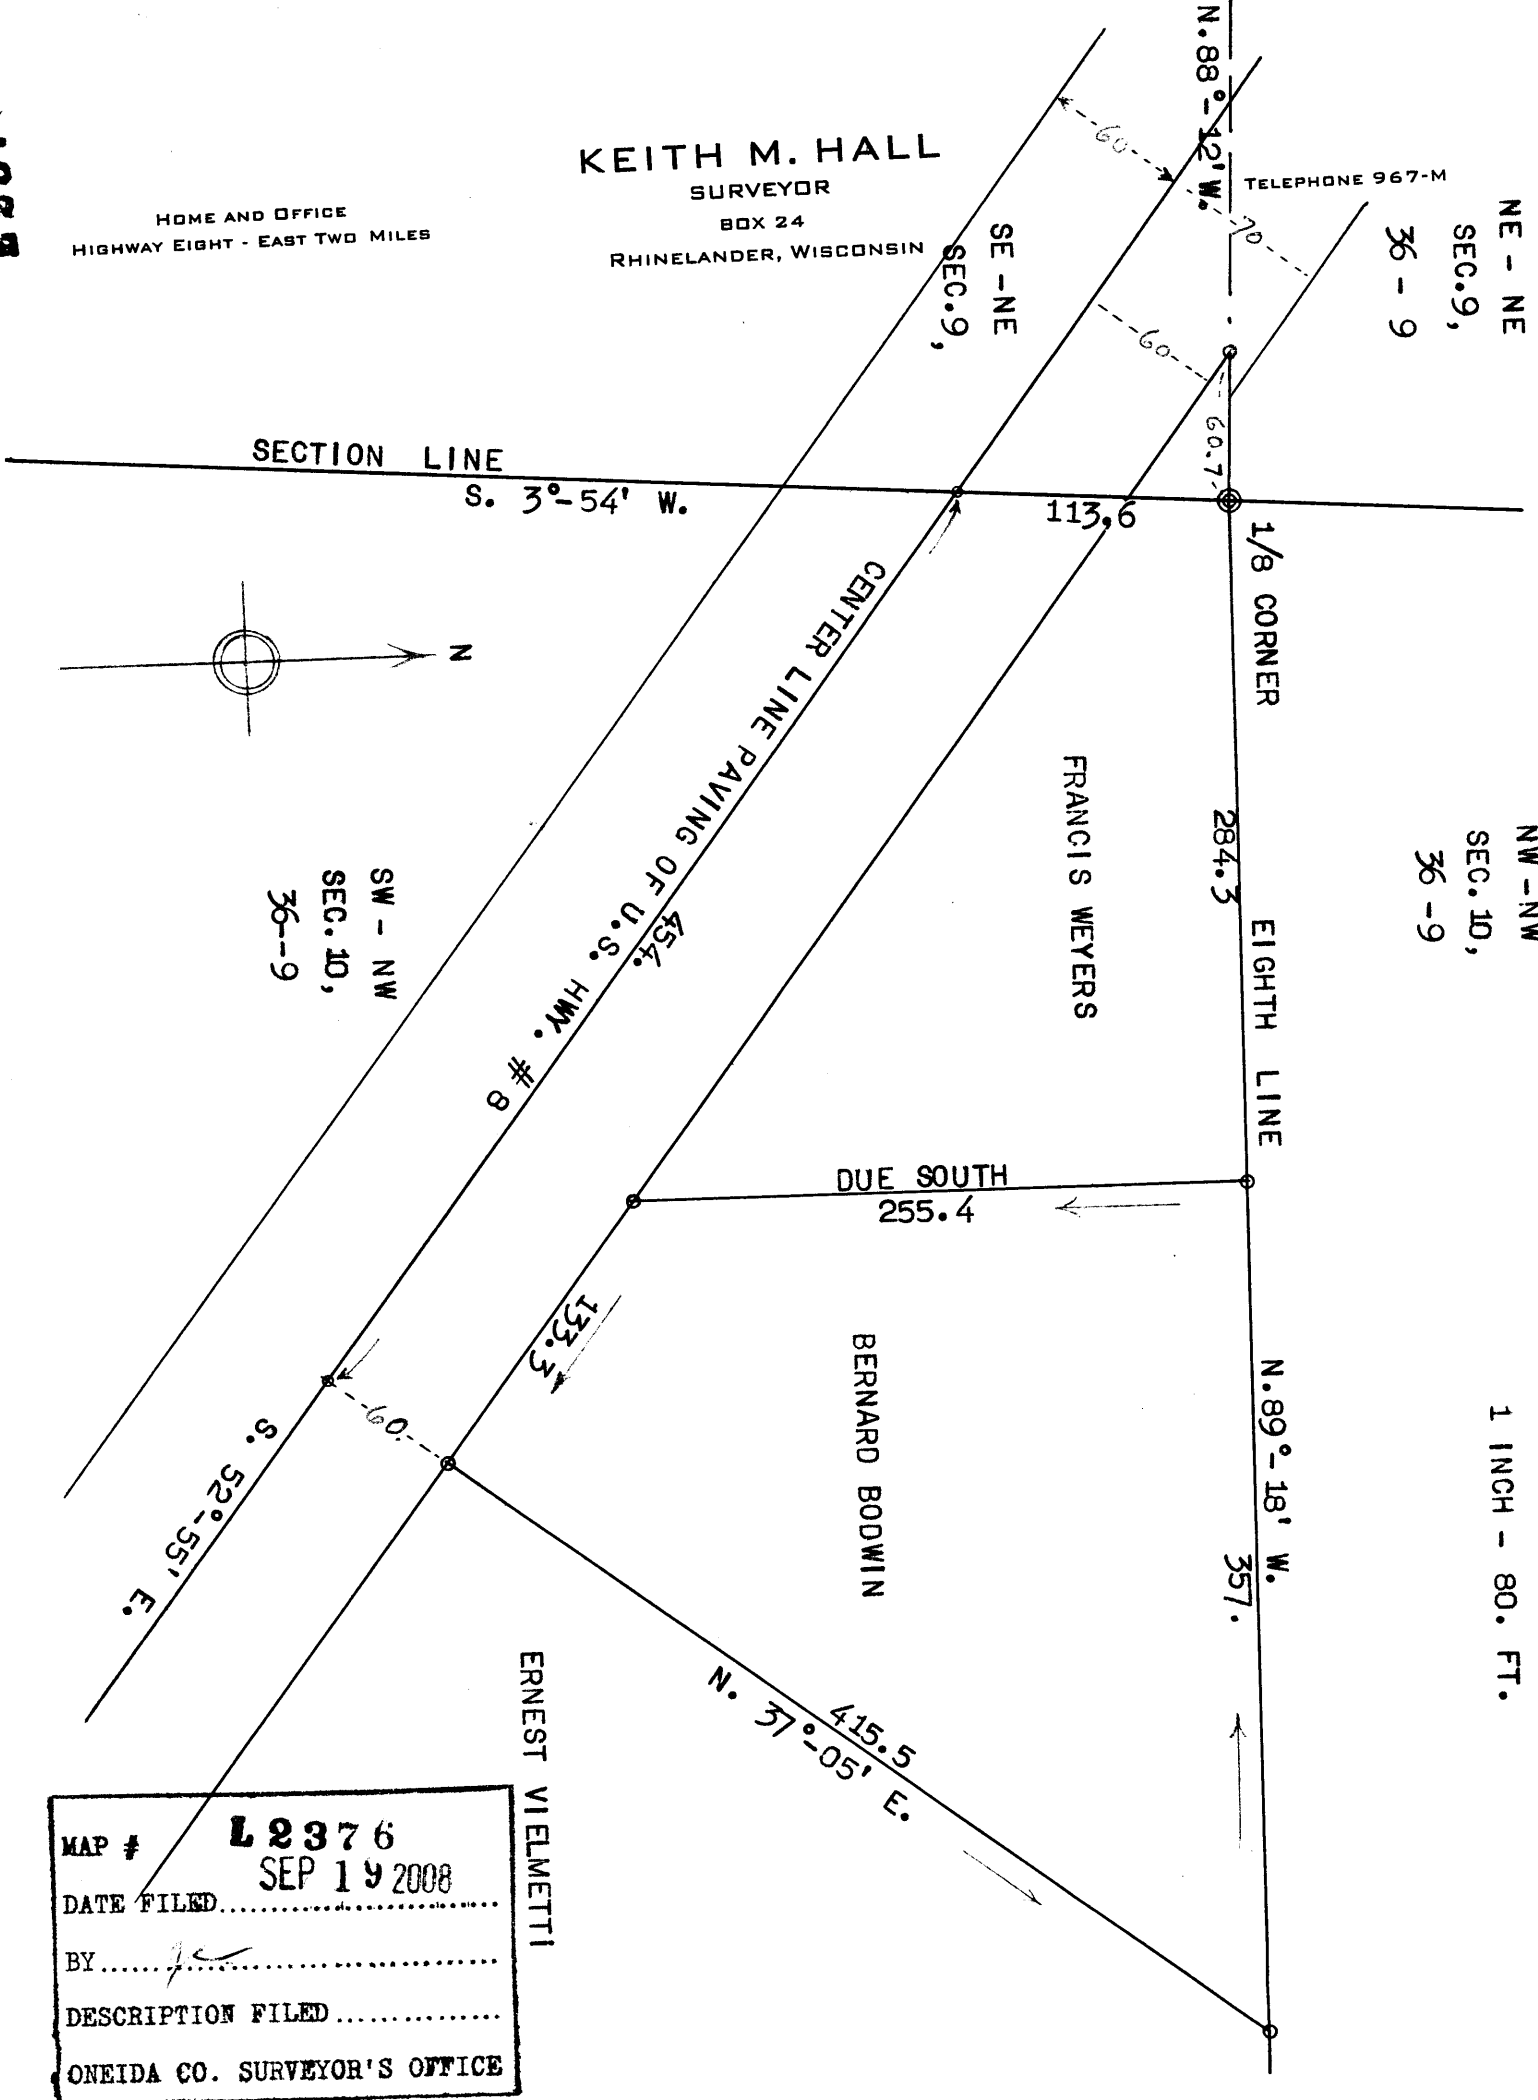 KEITH M. HALL
SURVEYOR
BOX 24
RHINELANDER, WISCONSIN
HOME AND OFFICE
HIGHWAY EIGHT - EAST TWO MILES
TELEPHONE 967-M
N.88°-12' W.
60
70
60
60.7
NE - NE
SEC.9,
36 - 9
SE - NE
SEC.9,
SECTION LINE
S. 3°-54' W.
113.6
1/8 CORNER
284.3
EIGHTH LINE
N.89°-18' W.
357.
NW - NW
SEC.10,
36 - 9
1 INCH - 80. FT.
N
CENTER LINE PAVING OF U.S. HWY. #8
454.
FRANCIS WEYERS
SW - NW
SEC.10,
36--9
DUE SOUTH
255.4
133.3
60.
S. 52°-55' E.
BERNARD BODWIN
415.5
N. 37°-05' E.
ERNEST VIELMETTI
MAP # L2376
SEP 19 2008
DATE FILED
BY
DESCRIPTION FILED
ONEIDA CO. SURVEYOR'S OFFICE